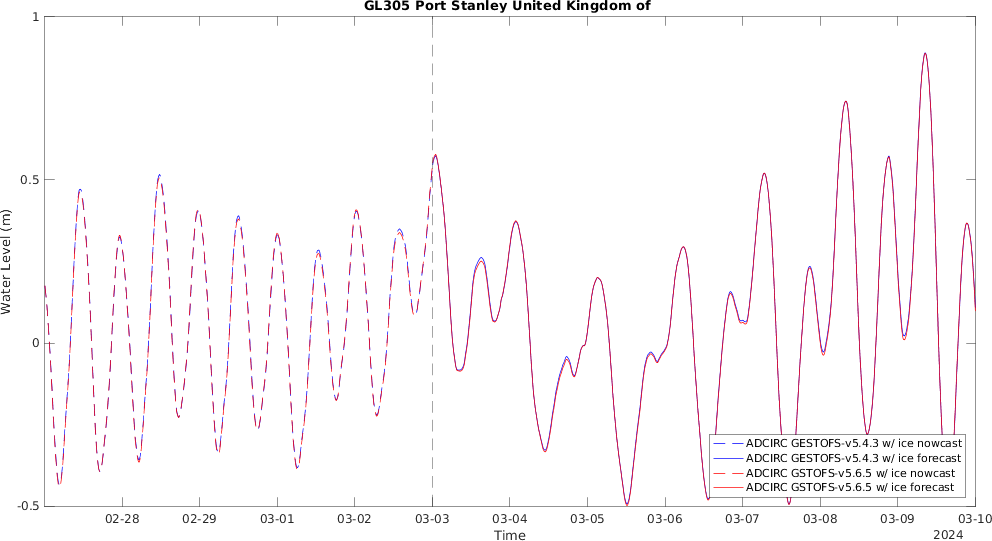 GL305 Port Stanley United Kingdom of
Water Level (m)
1
0.5
0
-0.5
ADCIRC GESTOFS-v5.4.3 w/ ice nowcast
ADCIRC GESTOFS-v5.4.3 w/ ice forecast
ADCIRC GSTOFS-v5.6.5 w/ ice nowcast
ADCIRC GSTOFS-v5.6.5 w/ ice forecast
02-28 02-29 03-01 03-02 03-03 03-04 03-05 03-06 03-07 03-08 03-09 03-10
Time
2024